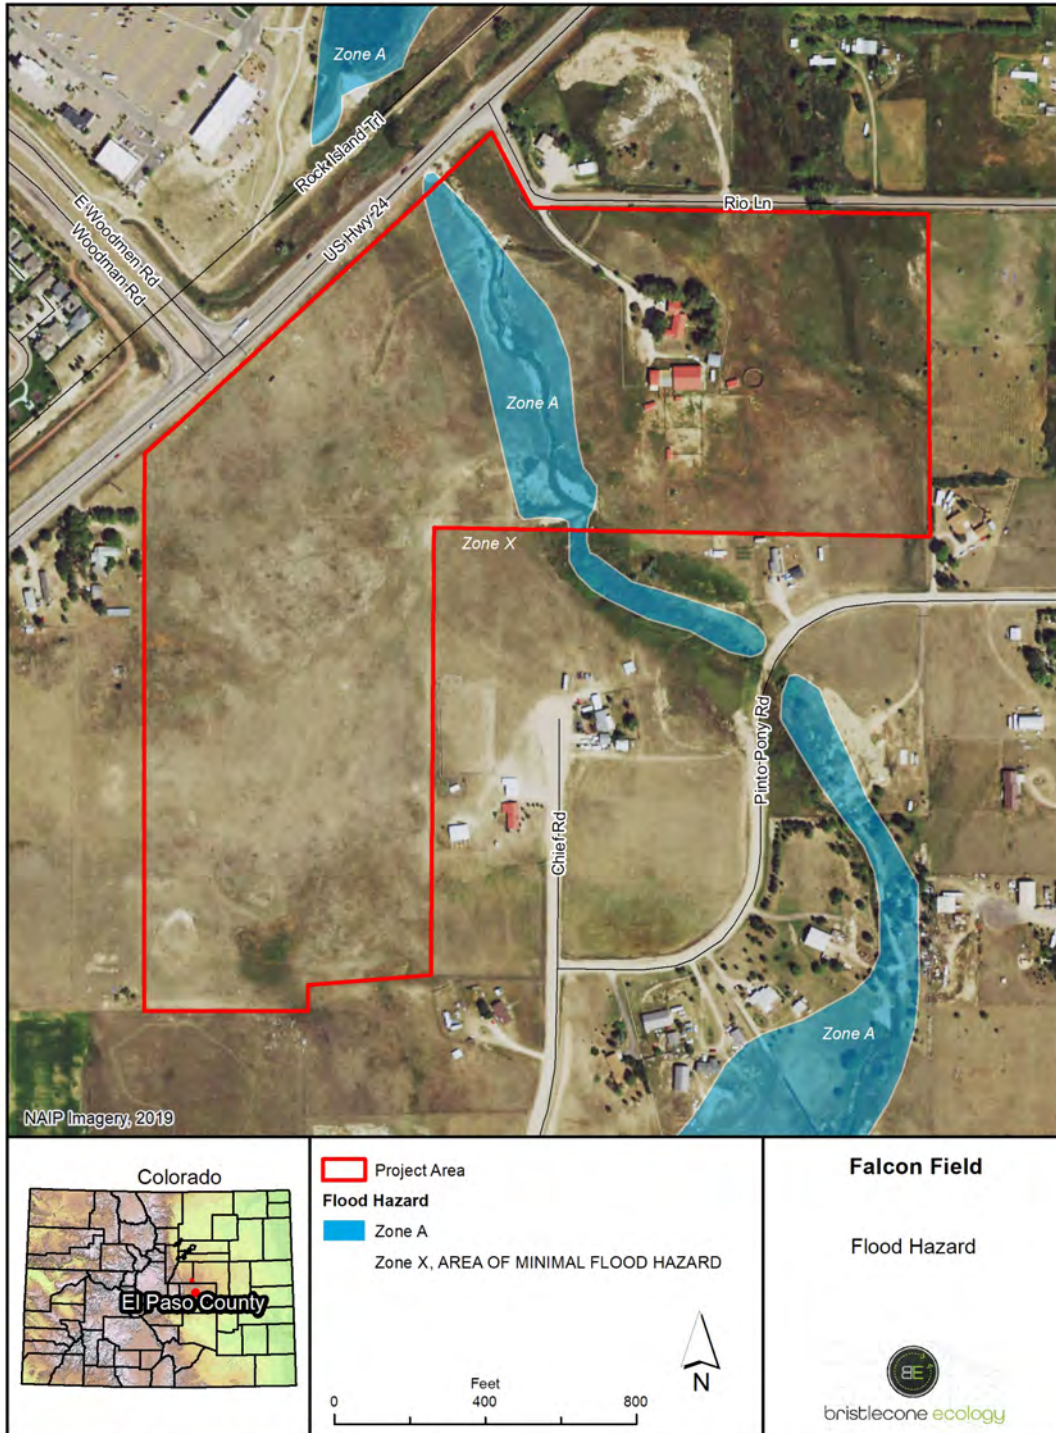 Zone A
Rock Island Trl
US Hwy 24
E Woodmen Rd
Woodman Rd
Rio Ln
Zone A
Zone X
Pinto Pony Rd
Chief Rd
Zone A
NAIP Imagery, 2019
Colorado
El Paso County
Project Area
Flood Hazard
Zone A
Zone X, AREA OF MINIMAL FLOOD HAZARD
Feet
0 400 800
N
Falcon Field
Flood Hazard
BE
bristlecone ecology